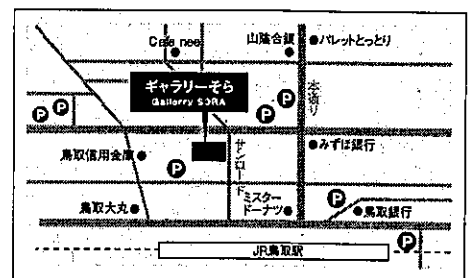 Cafe nee
山陰合銀
パレットとっとり
ギャラリーそら
Gallorry SORA
本通り
P
P
P
P
鳥取信用金庫
P
サンロード
みずほ銀行
鳥取大丸
ミスター
ドーナツ
P
鳥取銀行
P
JR鳥取駅